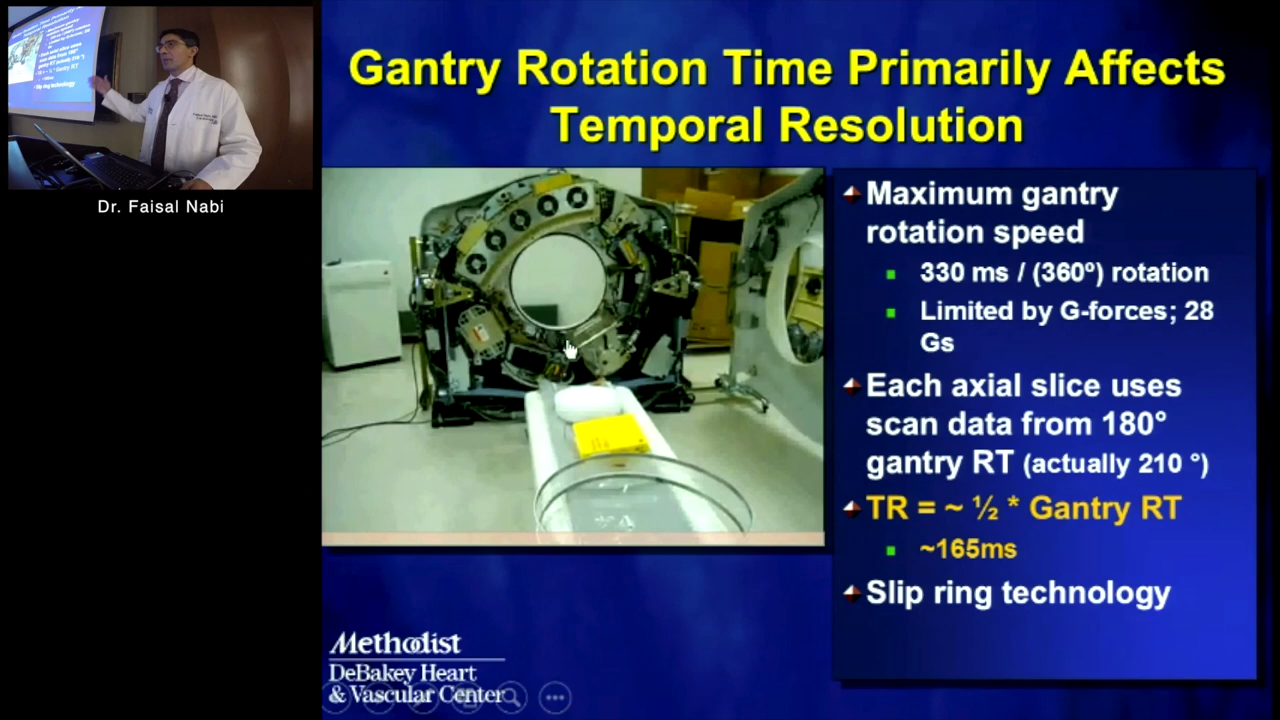 Gantry Rotation Time Primarily Affects
Temporal Resolution
Dr. Faisal Nabi
Maximum gantry
rotation speed
330 ms / (360º) rotation
Limited by G-forces; 28
Gs
Each axial slice uses
scan data from 180°
gantry RT (actually 210 °)
TR = ~ ½ * Gantry RT
~165ms
Slip ring technology
Methodist
DeBakey Heart
& Vascular Center